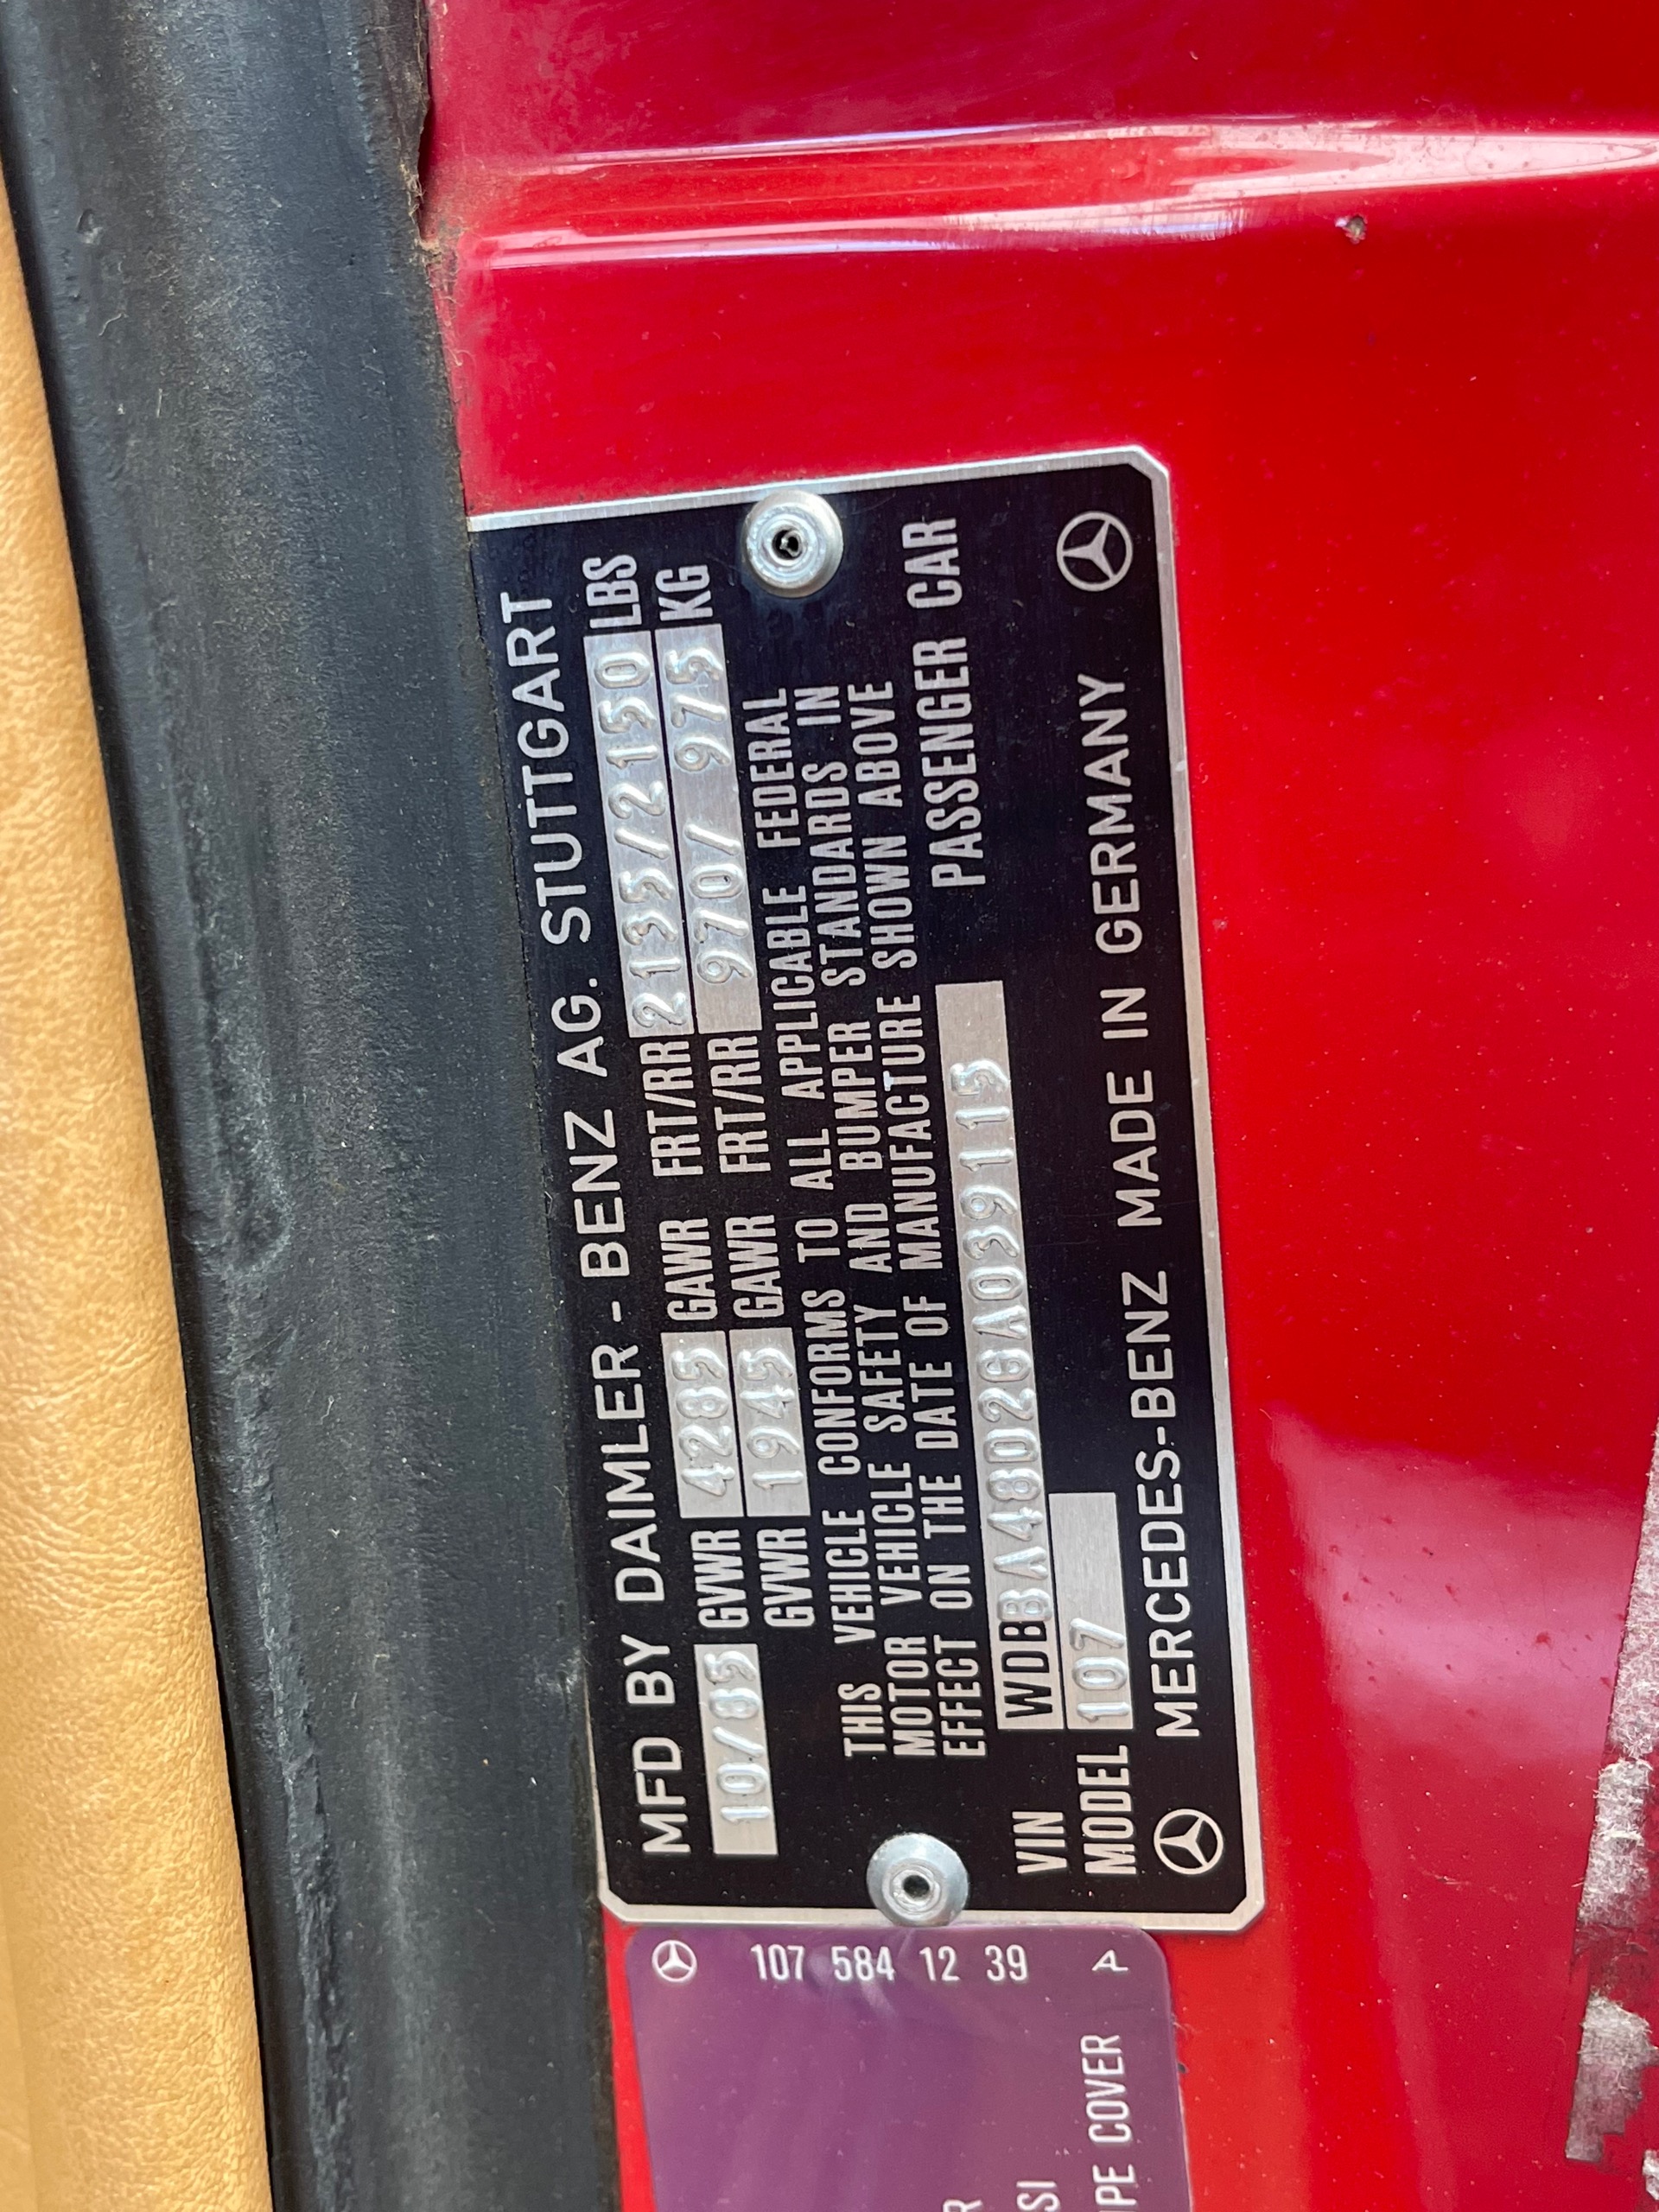 MFD BY DAIMLER - BENZ AG. STUTTGART
10/85 GVWR 4285 GAWR FRT/RR 2135/2150 LBS
GVWR 1945 GAWR FRT/RR 970/ 975 KG
THIS VEHICLE CONFORMS TO ALL APPLICABLE FEDERAL
MOTOR VEHICLE SAFETY AND BUMPER STANDARDS IN
EFFECT ON THE DATE OF MANUFACTURE SHOWN ABOVE
VIN WDBBA48D2GA039115 PASSENGER CAR
MODEL 107
MERCEDES-BENZ MADE IN GERMANY
107 584 12 39 A
COVER